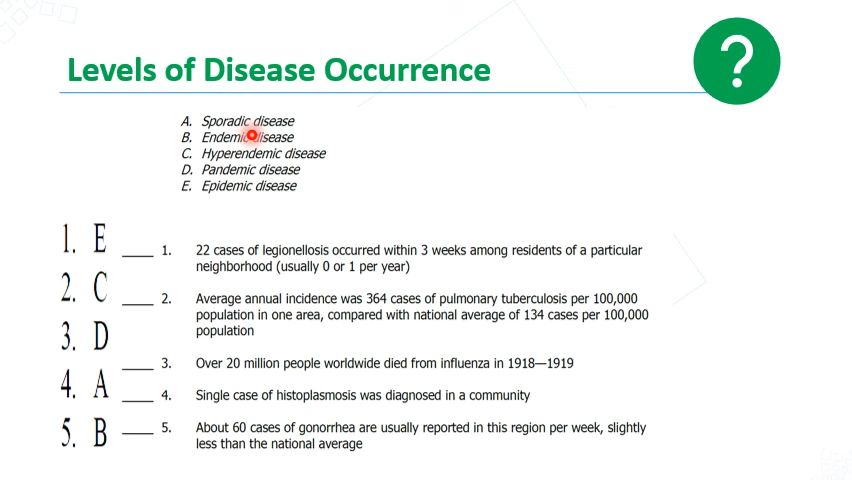 ?
Levels of Disease Occurrence
A. Sporadic disease
B. Endemic disease
C. Hyperendemic disease
D. Pandemic disease
E. Epidemic disease
1. E
2. C
3. D
4. A
5. B
____ 1. 22 cases of legionellosis occurred within 3 weeks among residents of a particular
neighborhood (usually 0 or 1 per year)
____ 2. Average annual incidence was 364 cases of pulmonary tuberculosis per 100,000
population in one area, compared with national average of 134 cases per 100,000
population
____ 3. Over 20 million people worldwide died from influenza in 1918—1919
____ 4. Single case of histoplasmosis was diagnosed in a community
____ 5. About 60 cases of gonorrhea are usually reported in this region per week, slightly
less than the national average